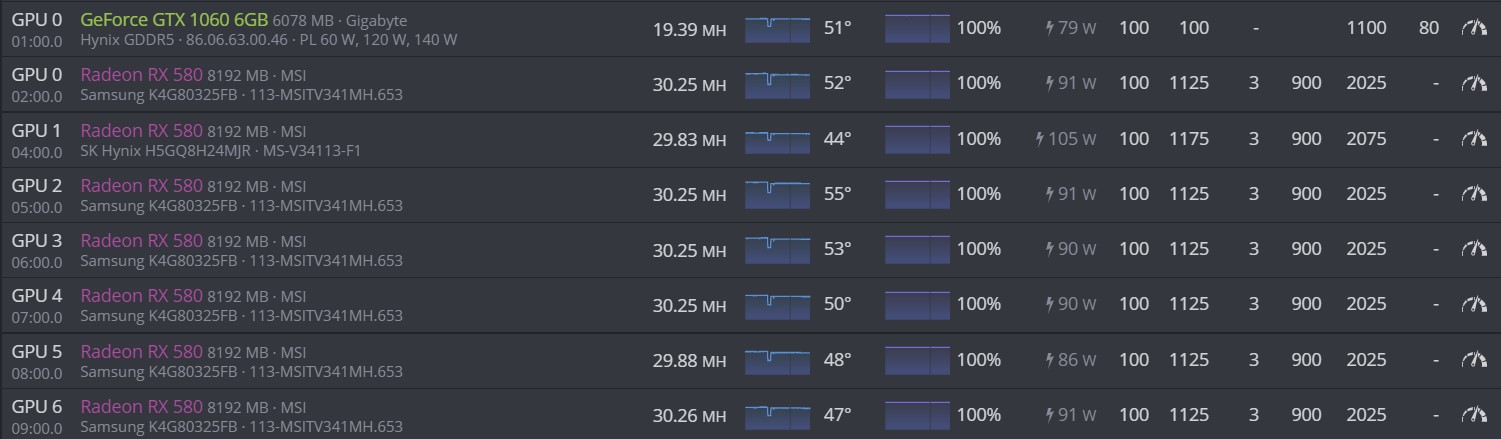 GPU 0 GeForce GTX 1060 6GB 6078 MB · Gigabyte 19.39 MH 51° 100% 79 W 100 100 - 1100 80
01:00.0 Hynix GDDR5 · 86.06.63.00.46 · PL 60 W, 120 W, 140 W
GPU 0 Radeon RX 580 8192 MB · MSI 30.25 MH 52° 100% 91 W 100 1125 3 900 2025 -
02:00.0 Samsung K4G80325FB · 113-MSITV341MH.653
GPU 1 Radeon RX 580 8192 MB · MSI 29.83 MH 44° 100% 105 W 100 1175 3 900 2075 -
04:00.0 SK Hynix H5GQ8H24MJR · MS-V34113-F1
GPU 2 Radeon RX 580 8192 MB · MSI 30.25 MH 55° 100% 91 W 100 1125 3 900 2025 -
05:00.0 Samsung K4G80325FB · 113-MSITV341MH.653
GPU 3 Radeon RX 580 8192 MB · MSI 30.25 MH 53° 100% 90 W 100 1125 3 900 2025 -
06:00.0 Samsung K4G80325FB · 113-MSITV341MH.653
GPU 4 Radeon RX 580 8192 MB · MSI 30.25 MH 50° 100% 90 W 100 1125 3 900 2025 -
07:00.0 Samsung K4G80325FB · 113-MSITV341MH.653
GPU 5 Radeon RX 580 8192 MB · MSI 29.88 MH 48° 100% 86 W 100 1125 3 900 2025 -
08:00.0 Samsung K4G80325FB · 113-MSITV341MH.653
GPU 6 Radeon RX 580 8192 MB · MSI 30.26 MH 47° 100% 91 W 100 1125 3 900 2025 -
09:00.0 Samsung K4G80325FB · 113-MSITV341MH.653